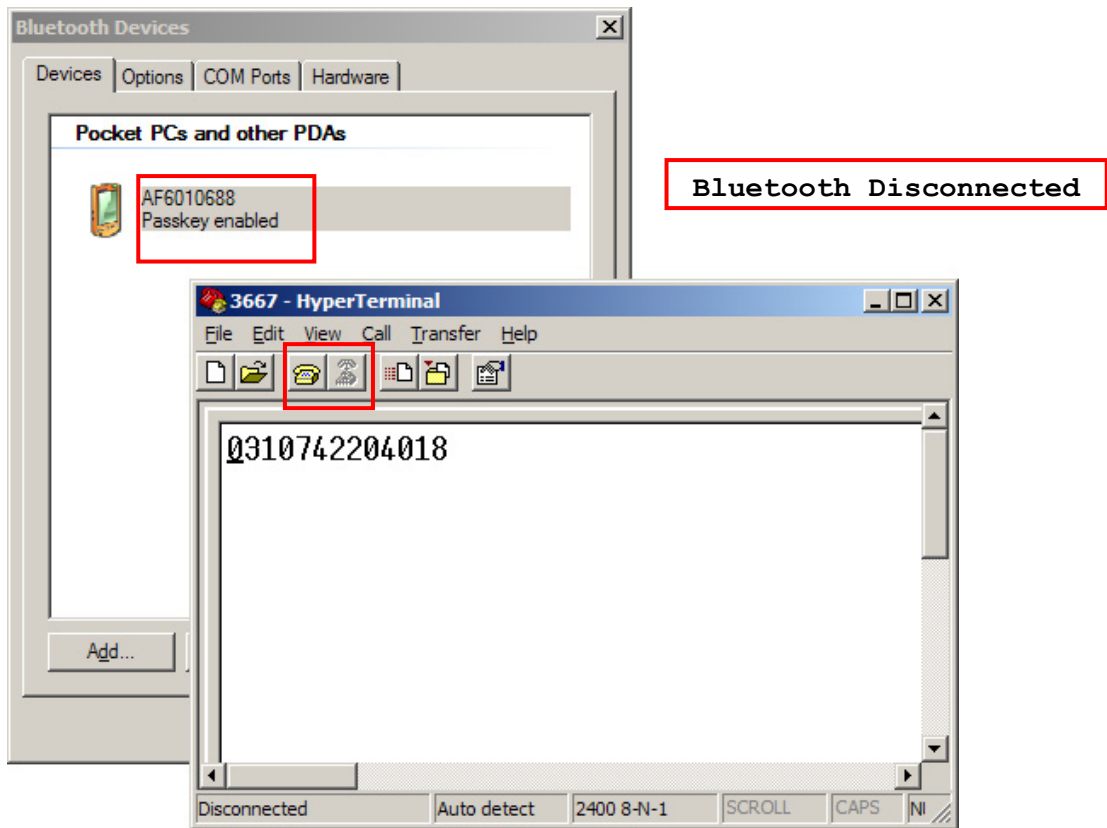 Bluetooth Devices
Devices Options COM Ports Hardware
Pocket PCs and other PDAs
AF6010688
Passkey enabled
Bluetooth Disconnected
3667 - HyperTerminal
File Edit View Call Transfer Help
0310742204018
Add...
Disconnected Auto detect 2400 8-N-1 SCROLL CAPS